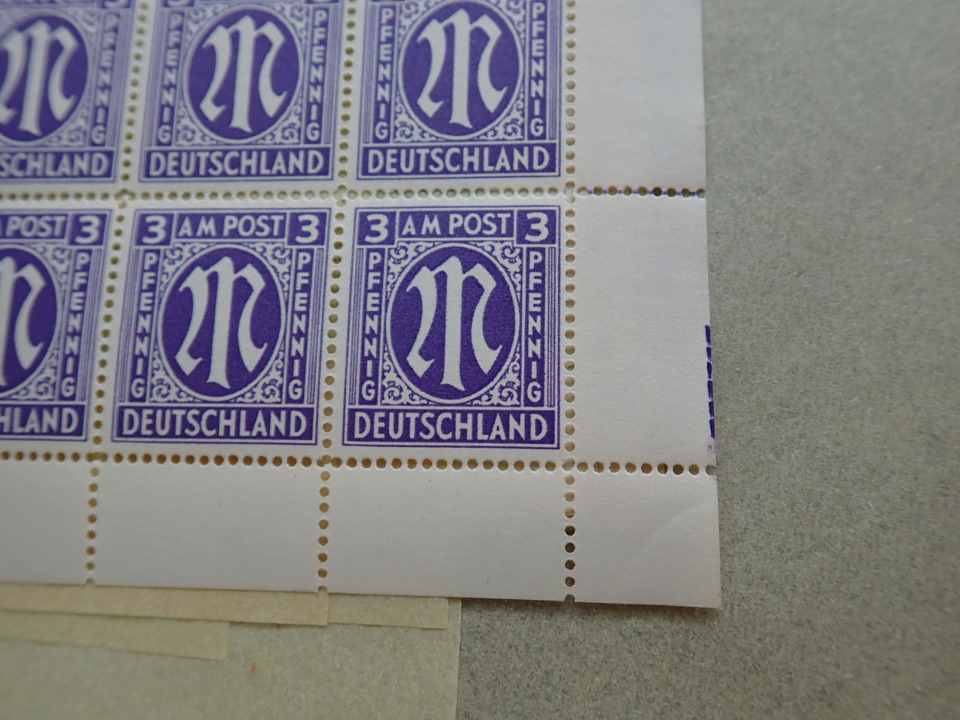 PFENNIG M PFENNIG PFENNIG M PFENNIG
DEUTSCHLAND DEUTSCHLAND DEUTSCHLAND
AM POST 3 3 AM POST 3 3 AM POST 3
M PFENNIG PFENNIG M PFENNIG PFENNIG M PFENNIG
DEUTSCHLAND DEUTSCHLAND